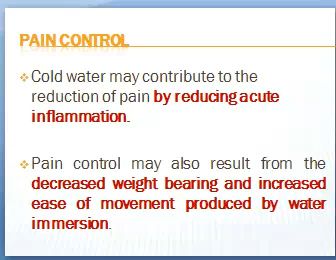 PAIN CONTROL
Cold water may contribute to the
reduction of pain by reducing acute
inflammation.
Pain control may also result from the
decreased weight bearing and increased
ease of movement produced by water
immersion.